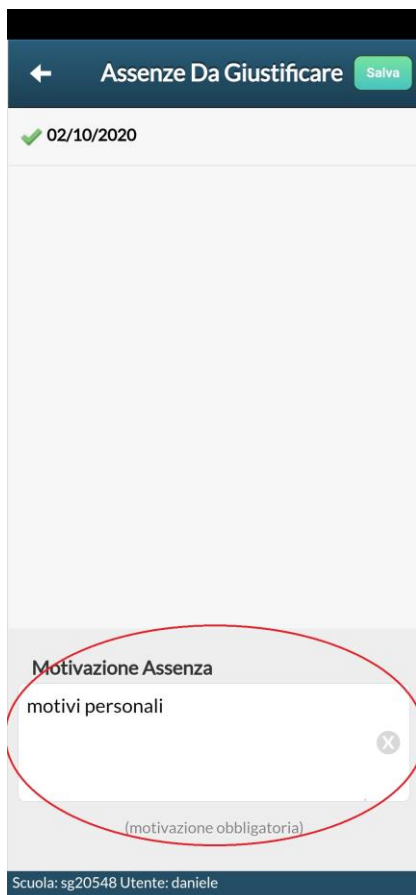 Assenze Da Giustificare Salva
02/10/2020
Motivazione Assenza
motivi personali
X
(motivazione obbligatoria)
Scuola: sg20548 Utente: daniele